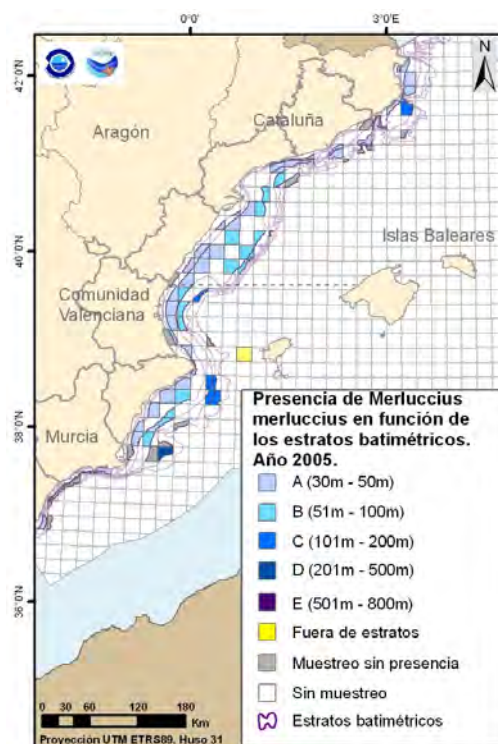 0°0'
3°0'E
N
42°0'N
Cataluña
Aragón
40°0'N
Islas Baleares
Comunidad
Valenciana
38°0'N
Murcia
36°0'N
Presencia de Merluccius
merluccius en función de
los estratos batimétricos.
Año 2005.
A (30m - 50m)
B (51m - 100m)
C (101m - 200m)
D (201m - 500m)
E (501m - 800m)
Fuera de estratos
Muestreo sin presencia
Sin muestreo
Estratos batimétricos
0 30 60 120 180
Km
Proyección UTM ETRS89. Huso 31